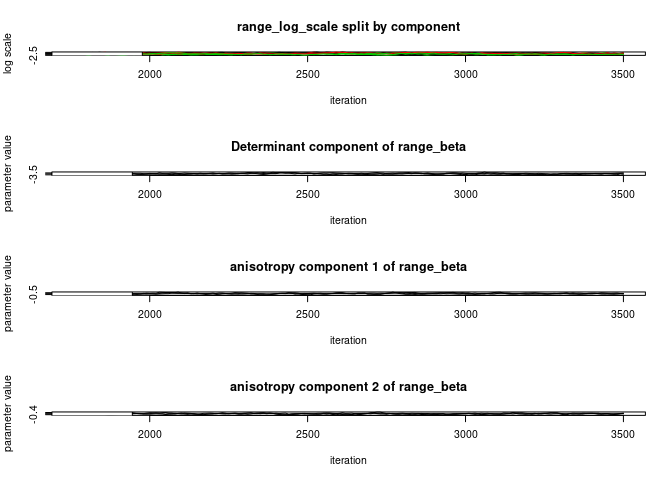 range_log_scale split by component
log scale
-2.5
2000 2500 3000 3500
iteration
Determinant component of range_beta
parameter value
-3.5
2000 2500 3000 3500
iteration
anisotropy component 1 of range_beta
parameter value
-0.5
2000 2500 3000 3500
iteration
anisotropy component 2 of range_beta
parameter value
-0.4
2000 2500 3000 3500
iteration